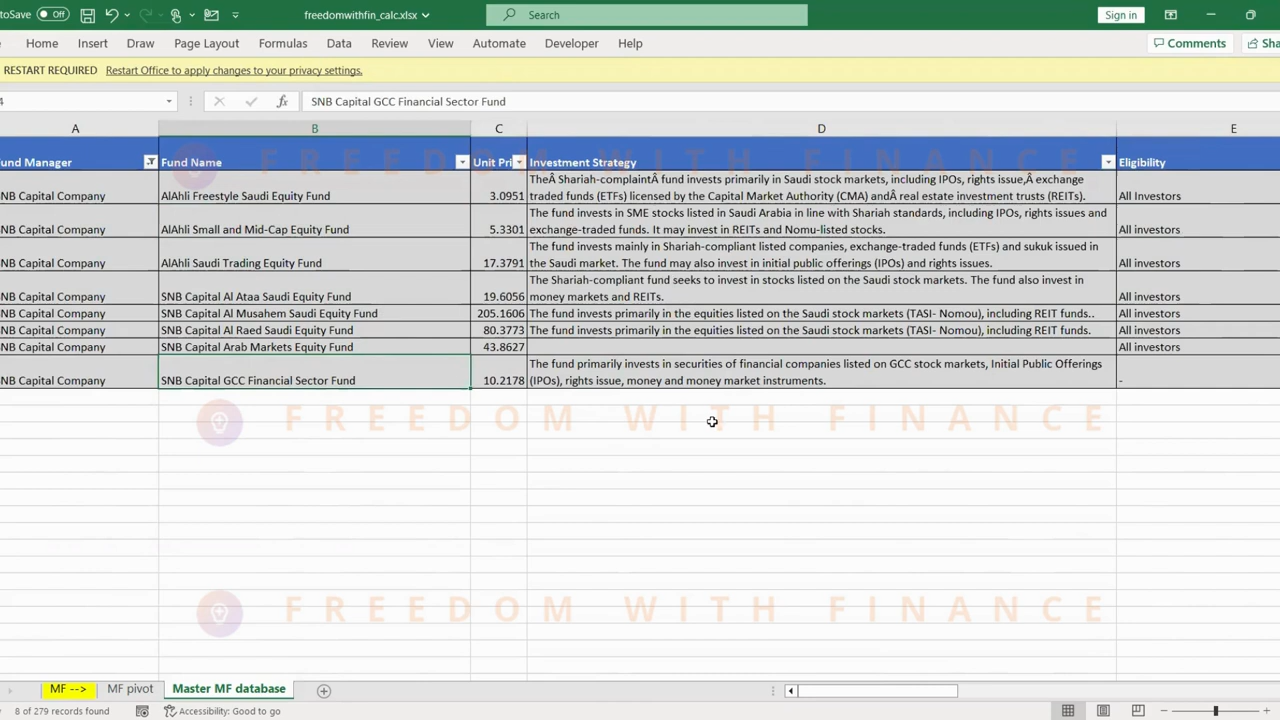 toSave Off
freedomwithfin_calc.xlsx
Search
Sign in
Home Insert Draw Page Layout Formulas Data Review View Automate Developer Help
Comments
Sha
RESTART REQUIRED Restart Office to apply changes to your privacy settings.
4
fx SNB Capital GCC Financial Sector Fund
A B C D E
und Manager Fund Name Unit Pri Investment Strategy Eligibility
FREEDOM WITH FINANCE
NB Capital Company AlAhli Freestyle Saudi Equity Fund 3.0951 TheÂ Shariah-complaintÂ fund invests primarily in Saudi stock markets, including IPOs, rights issue,Â exchange
traded funds (ETFs) licensed by the Capital Market Authority (CMA) andÂ real estate investment trusts (REITs). All Investors
NB Capital Company AlAhli Small and Mid-Cap Equity Fund 5.3301 The fund invests in SME stocks listed in Saudi Arabia in line with Shariah standards, including IPOs, rights issues and
exchange-traded funds. It may invest in REITs and Nomu-listed stocks. All investors
NB Capital Company AlAhli Saudi Trading Equity Fund 17.3791 The fund invests mainly in Shariah-compliant listed companies, exchange-traded funds (ETFs) and sukuk issued in
the Saudi market. The fund may also invest in initial public offerings (IPOs) and rights issues. All investors
NB Capital Company SNB Capital Al Ataa Saudi Equity Fund 19.6056 The Shariah-compliant fund seeks to invest in stocks listed on the Saudi stock markets. The fund also invest in
money markets and REITs. All investors
NB Capital Company SNB Capital Al Musahem Saudi Equity Fund 205.1606 The fund invests primarily in the equities listed on the Saudi stock markets (TASI- Nomou), including REIT funds.. All investors
NB Capital Company SNB Capital Al Raed Saudi Equity Fund 80.3773 The fund invests primarily in the equities listed on the Saudi stock markets (TASI- Nomou), including REIT funds. All investors
NB Capital Company SNB Capital Arab Markets Equity Fund 43.8627 All investors
NB Capital Company SNB Capital GCC Financial Sector Fund 10.2178 The fund primarily invests in securities of financial companies listed on GCC stock markets, Initial Public Offerings
(IPOs), rights issue, money and money market instruments. -
FREEDOM WITH FINANCE
FREEDOM WITH FINANCE
MF --> MF pivot Master MF database
8 of 279 records found Accessibility: Good to go